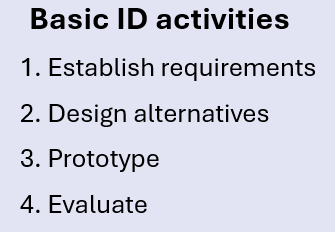 Basic ID activities
1. Establish requirements
2. Design alternatives
3. Prototype
4. Evaluate